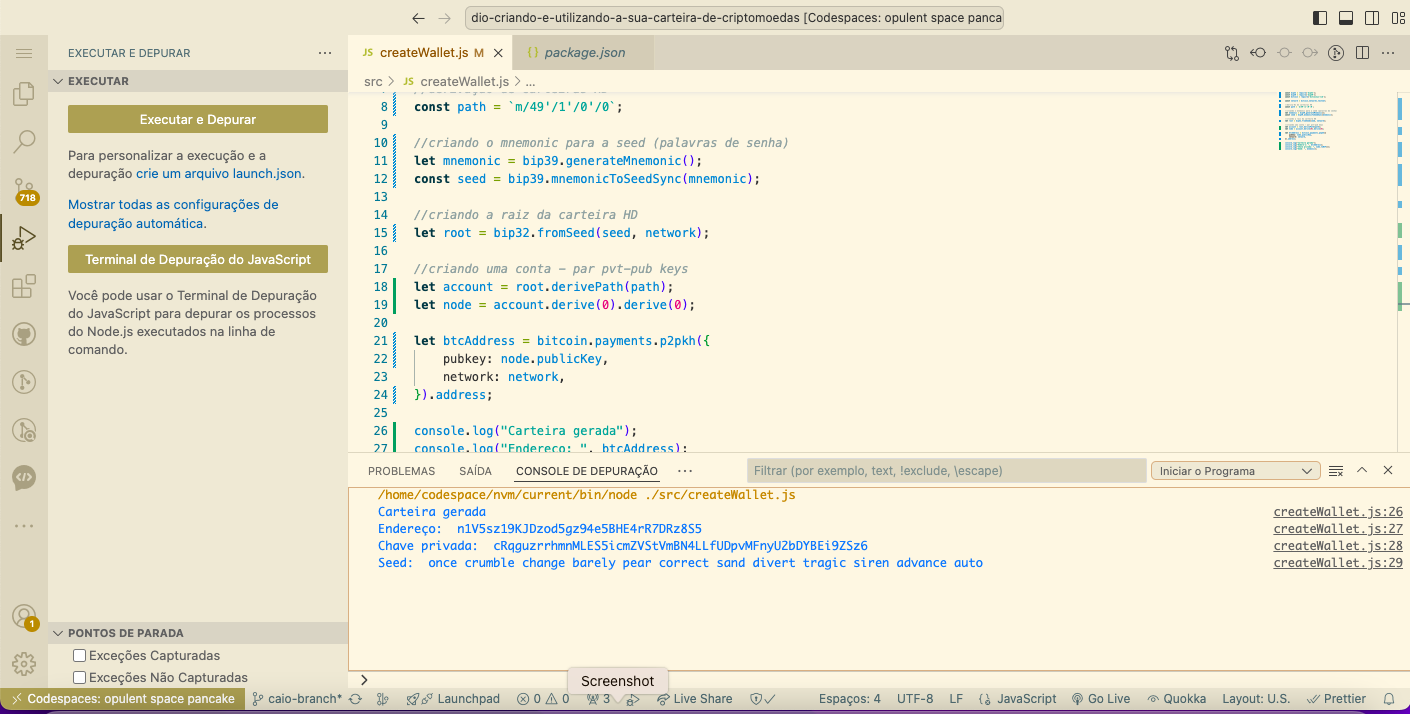 dio-criando-e-utilizando-a-sua-carteira-de-criptomoedas [Codespaces: opulent space panca
EXECUTAR E DEPURAR
EXECUTAR
Executar e Depurar
Para personalizar a execução e a
depuração crie um arquivo launch.json.
Mostrar todas as configurações de
depuração automática.
Terminal de Depuração do JavaScript
Você pode usar o Terminal de Depuração
do JavaScript para depurar os processos
do Node.js executados na linha de
comando.
718
1
PONTOS DE PARADA
Exceções Capturadas
Exceções Não Capturadas
JS createWallet.js M
{} package.json
src > JS createWallet.js > ...
8 const path = `m/49'/1'/0'/0`;
9
10 //criando o mnemonic para a seed (palavras de senha)
11 let mnemonic = bip39.generateMnemonic();
12 const seed = bip39.mnemonicToSeedSync(mnemonic);
13
14 //criando a raiz da carteira HD
15 let root = bip32.fromSeed(seed, network);
16
17 //criando uma conta - par pvt-pub keys
18 let account = root.derivePath(path);
19 let node = account.derive(0).derive(0);
20
21 let btcAddress = bitcoin.payments.p2pkh({
22 pubkey: node.publicKey,
23 network: network,
24 }).address;
25
26 console.log("Carteira gerada");
27 console.log("Endereço: ", btcAddress);
PROBLEMAS SAÍDA CONSOLE DE DEPURAÇÃO
Filtrar (por exemplo, text, !exclude, \escape)
Iniciar o Programa
/home/codespace/nvm/current/bin/node ./src/createWallet.js
Carteira gerada createWallet.js:26
Endereço: n1V5sz19KJDzod5gz94e5BHE4rR7DRz8S5 createWallet.js:27
Chave privada: cRqguzrrhmnMLES5icmZVStVmBN4LLfUDpvMFnyU2bDYBEi9ZSz6 createWallet.js:28
Seed: once crumble change barely pear correct sand divert tragic siren advance auto createWallet.js:29
Screenshot
Codespaces: opulent space pancake
caio-branch*
Launchpad
0 0
3
Live Share
Espaços: 4
UTF-8
LF
{} JavaScript
Go Live
Quokka
Layout: U.S.
Prettier